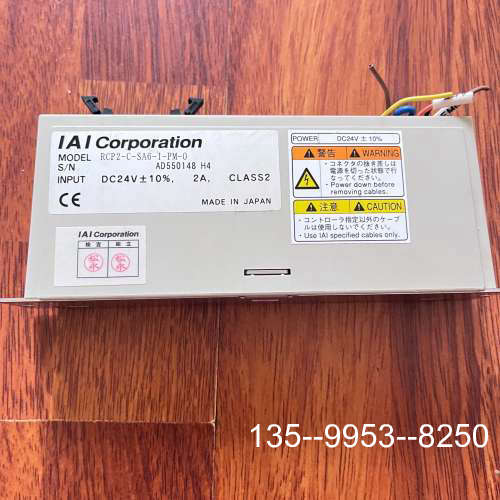 IAI Corporation
MODEL RCP2-C-SA6-I-PM-0
S/N AD550148 H4
INPUT DC24V±10%, 2A, CLASS2
CE
MADE IN JAPAN
IAI Corporation
検査 組立
POWER DC24V ± 10%
警告 WARNING
・コネクタの抜き差しは
電源を切った状態で行
なってください。
・Power down before
removing cables.
注意 CAUTION
・コントローラ指定以外のケーブ
ルは使用しないでください。
・Use IAI specified cables only.
135--9953--8250